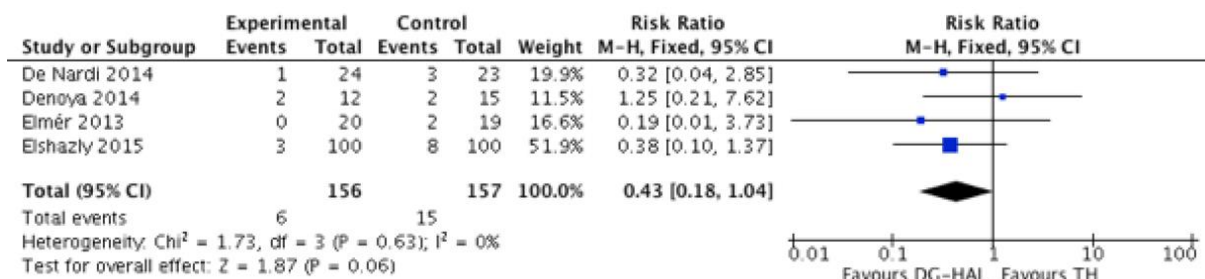 Experimental Control Risk Ratio Risk Ratio
Study or Subgroup Events Total Events Total Weight M-H, Fixed, 95% CI M-H, Fixed, 95% CI
De Nardi 2014 1 24 3 23 19.9% 0.32 [0.04, 2.85]
Denoya 2014 2 12 2 15 11.5% 1.25 [0.21, 7.62]
Elmér 2013 0 20 2 19 16.6% 0.19 [0.01, 3.73]
Elshazly 2015 3 100 8 100 51.9% 0.38 [0.10, 1.37]
Total (95% CI) 156 157 100.0% 0.43 [0.18, 1.04]
Total events 6 15
Heterogeneity: Chi² = 1.73, df = 3 (P = 0.63); I² = 0%
Test for overall effect: Z = 1.87 (P = 0.06)
0.01 0.1 1 10 100
Favours DG-HAL Favours TH